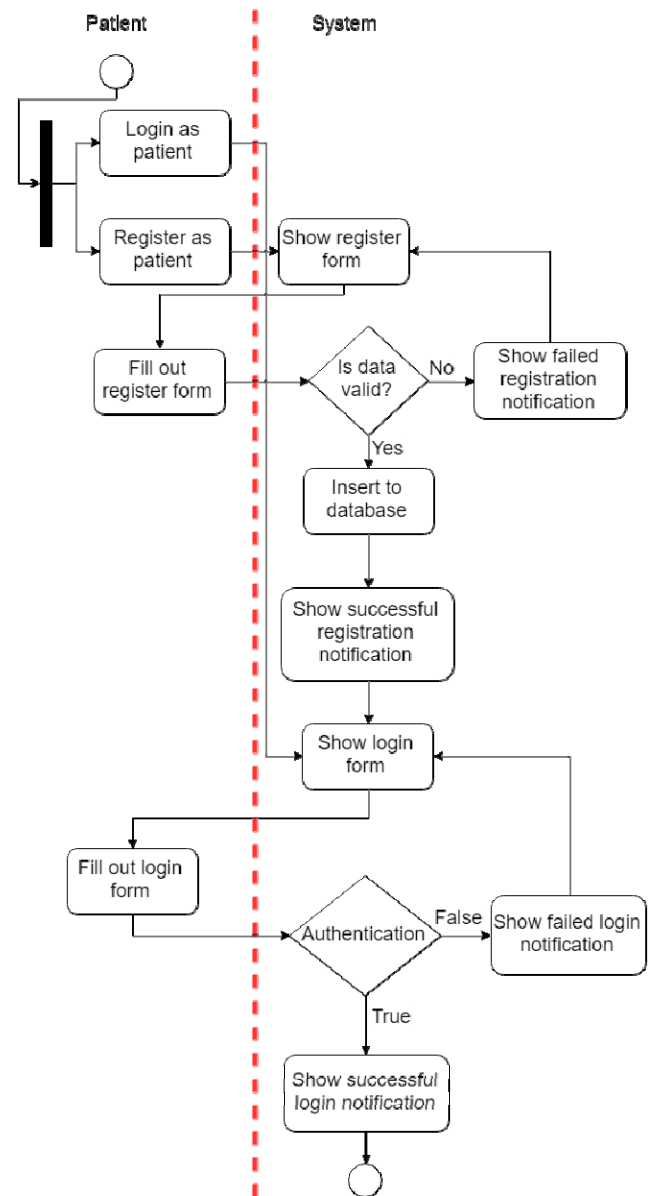 Patient
System
Login as
patient
Register as
patient
Show register
form
Fill out
register form
Is data
valid?
No
Show failed
registration
notification
Yes
Insert to
database
Show successful
registration
notification
Show login
form
Fill out login
form
Authentication
False
Show failed login
notification
True
Show successful
login notification